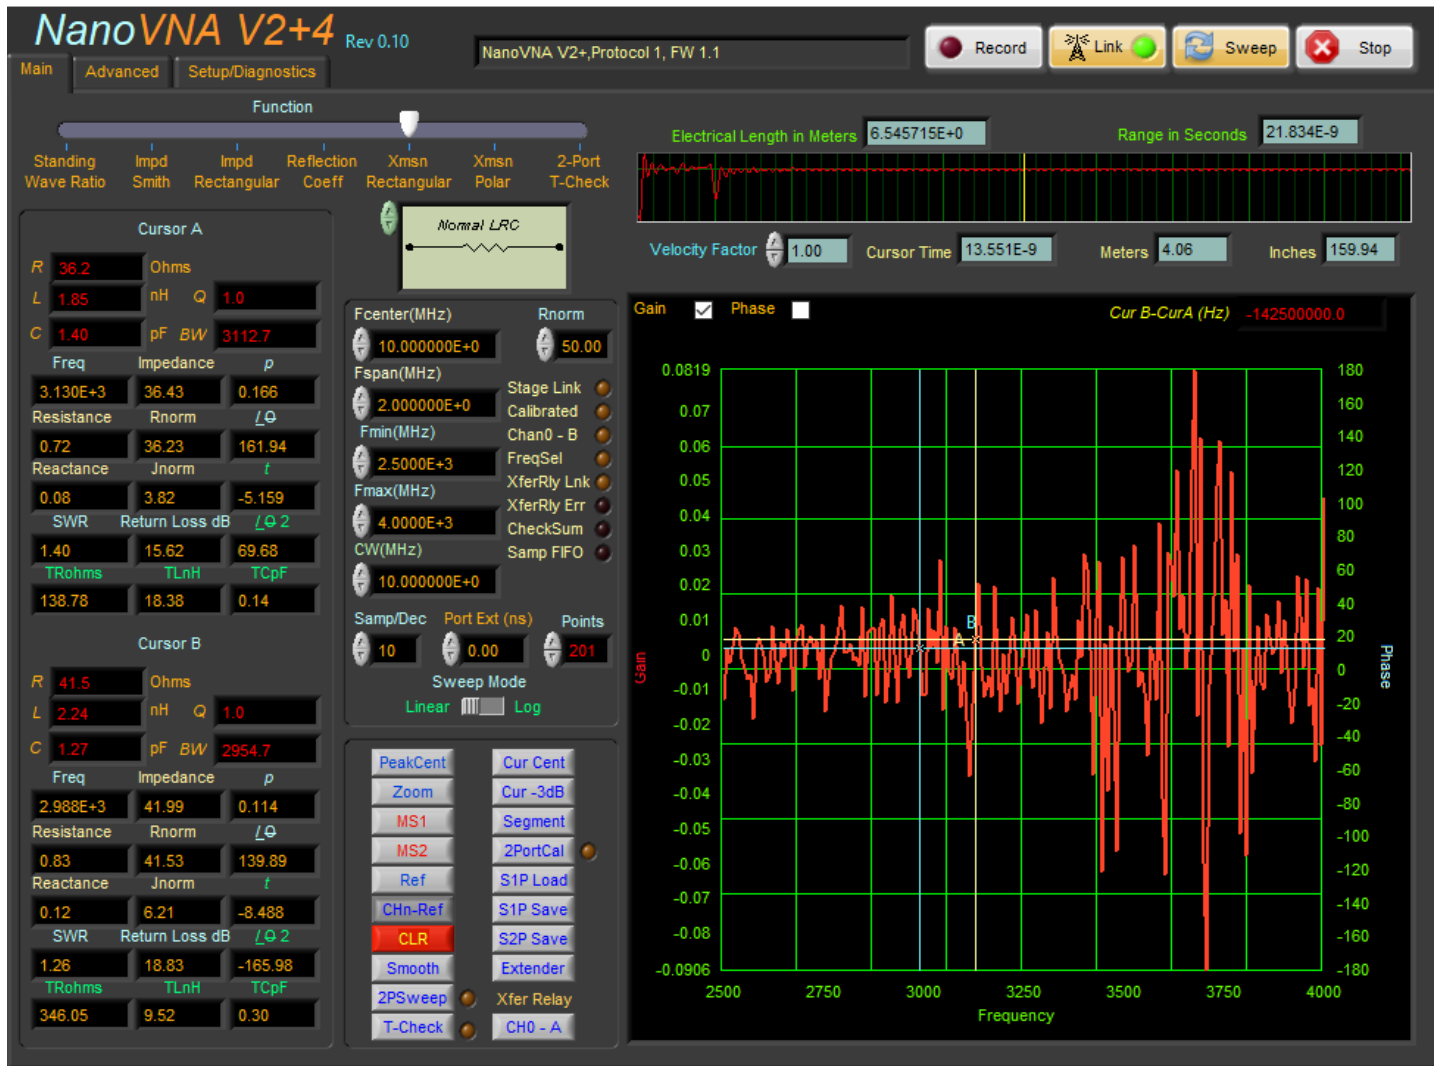 NanoVNA V2+4 Rev 0.10
NanoVNA V2+,Protocol 1, FW 1.1
Record Link Sweep Stop
Main Advanced Setup/Diagnostics
Function
Standing Wave Ratio
Impd Smith
Impd Rectangular
Reflection Coeff
Xmsn Rectangular
Xmsn Polar
2-Port T-Check
Electrical Length in Meters 6.545715E+0
Range in Seconds 21.834E-9
Velocity Factor 1.00 Cursor Time 13.551E-9 Meters 4.06 Inches 159.94
Normal LRC
Cursor A
R 36.2 Ohms
L 1.85 nH Q 1.0
C 1.40 pF BW 3112.7
Freq Impedance p
3.130E+3 36.43 0.166
Resistance Rnorm / Θ
0.72 36.23 161.94
Reactance Jnorm t
0.08 3.82 -5.159
SWR Return Loss dB / Θ 2
1.40 15.62 69.68
TRohms TLnH TCpF
138.78 18.38 0.14
Cursor B
R 41.5 Ohms
L 2.24 nH Q 1.0
C 1.27 pF BW 2954.7
Freq Impedance p
2.988E+3 41.99 0.114
Resistance Rnorm / Θ
0.83 41.53 139.89
Reactance Jnorm t
0.12 6.21 -8.488
SWR Return Loss dB / Θ 2
1.26 18.83 -165.98
TRohms TLnH TCpF
346.05 9.52 0.30
Fcenter(MHz) Rnorm
10.000000E+0 50.00
Fspan(MHz)
2.000000E+0
Fmin(MHz)
2.5000E+3
Fmax(MHz)
4.0000E+3
CW(MHz)
10.000000E+0
Stage Link
Calibrated
Chan0 - B
FreqSel
XferRly Lnk
XferRly Err
CheckSum
Samp FIFO
Samp/Dec Port Ext (ns) Points
10 0.00 201
Sweep Mode
Linear Log
PeakCent Cur Cent
Zoom Cur -3dB
MS1 Segment
MS2 2PortCal
Ref S1P Load
CHn-Ref S1P Save
CLR S2P Save
Smooth Extender
2PSweep Xfer Relay
T-Check CH0 - A
Gain Phase
Cur B-CurA (Hz) -142500000.0
0.0819
0.07
0.06
0.05
0.04
0.03
0.02
0.01
0
-0.01
-0.02
-0.03
-0.04
-0.05
-0.06
-0.07
-0.08
-0.0906
Gain
B
A
180
160
140
120
100
80
60
40
20
0
-20
-40
-60
-80
-100
-120
-140
-160
-180
Phase
2500 2750 3000 3250 3500 3750 4000
Frequency